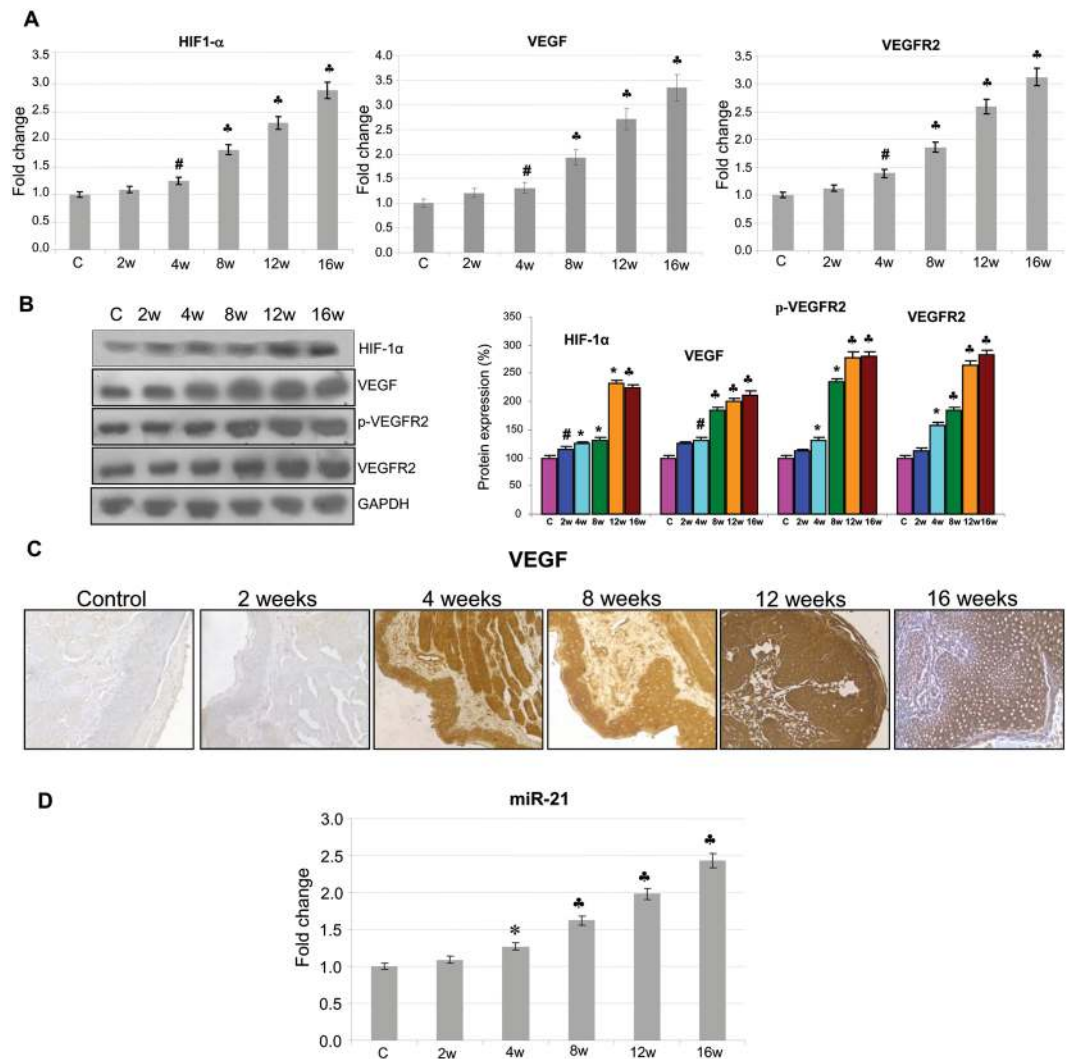 A
HIF1-α
VEGF
VEGFR2
Fold change
3.5
3.0
2.5
2.0
1.5
1.0
0.5
0.0
# ♣ ♣ ♣
C 2w 4w 8w 12w 16w
Fold change
4.0
3.5
3.0
2.5
2.0
1.5
1.0
0.5
0.0
# ♣ ♣ ♣
C 2w 4w 8w 12w 16w
Fold change
3.5
3.0
2.5
2.0
1.5
1.0
0.5
0.0
# ♣ ♣ ♣
C 2w 4w 8w 12w 16w
B
C 2w 4w 8w 12w 16w
HIF-1α
VEGF
p-VEGFR2
VEGFR2
GAPDH
Protein expression (%)
350
300
250
200
150
100
50
0
HIF-1α
VEGF
p-VEGFR2
VEGFR2
# * * * ♣
# ♣ ♣ ♣
* * ♣ ♣
* ♣ ♣ ♣
C 2w 4w 8w 12w 16w
C 2w 4w 8w 12w 16w
C 2w 4w 8w 12w 16w
C 2w 4w 8w 12w 16w
C
VEGF
Control 2 weeks 4 weeks 8 weeks 12 weeks 16 weeks
D
miR-21
Fold change
3.0
2.5
2.0
1.5
1.0
0.5
0.0
* ♣ ♣ ♣
C 2w 4w 8w 12w 16w